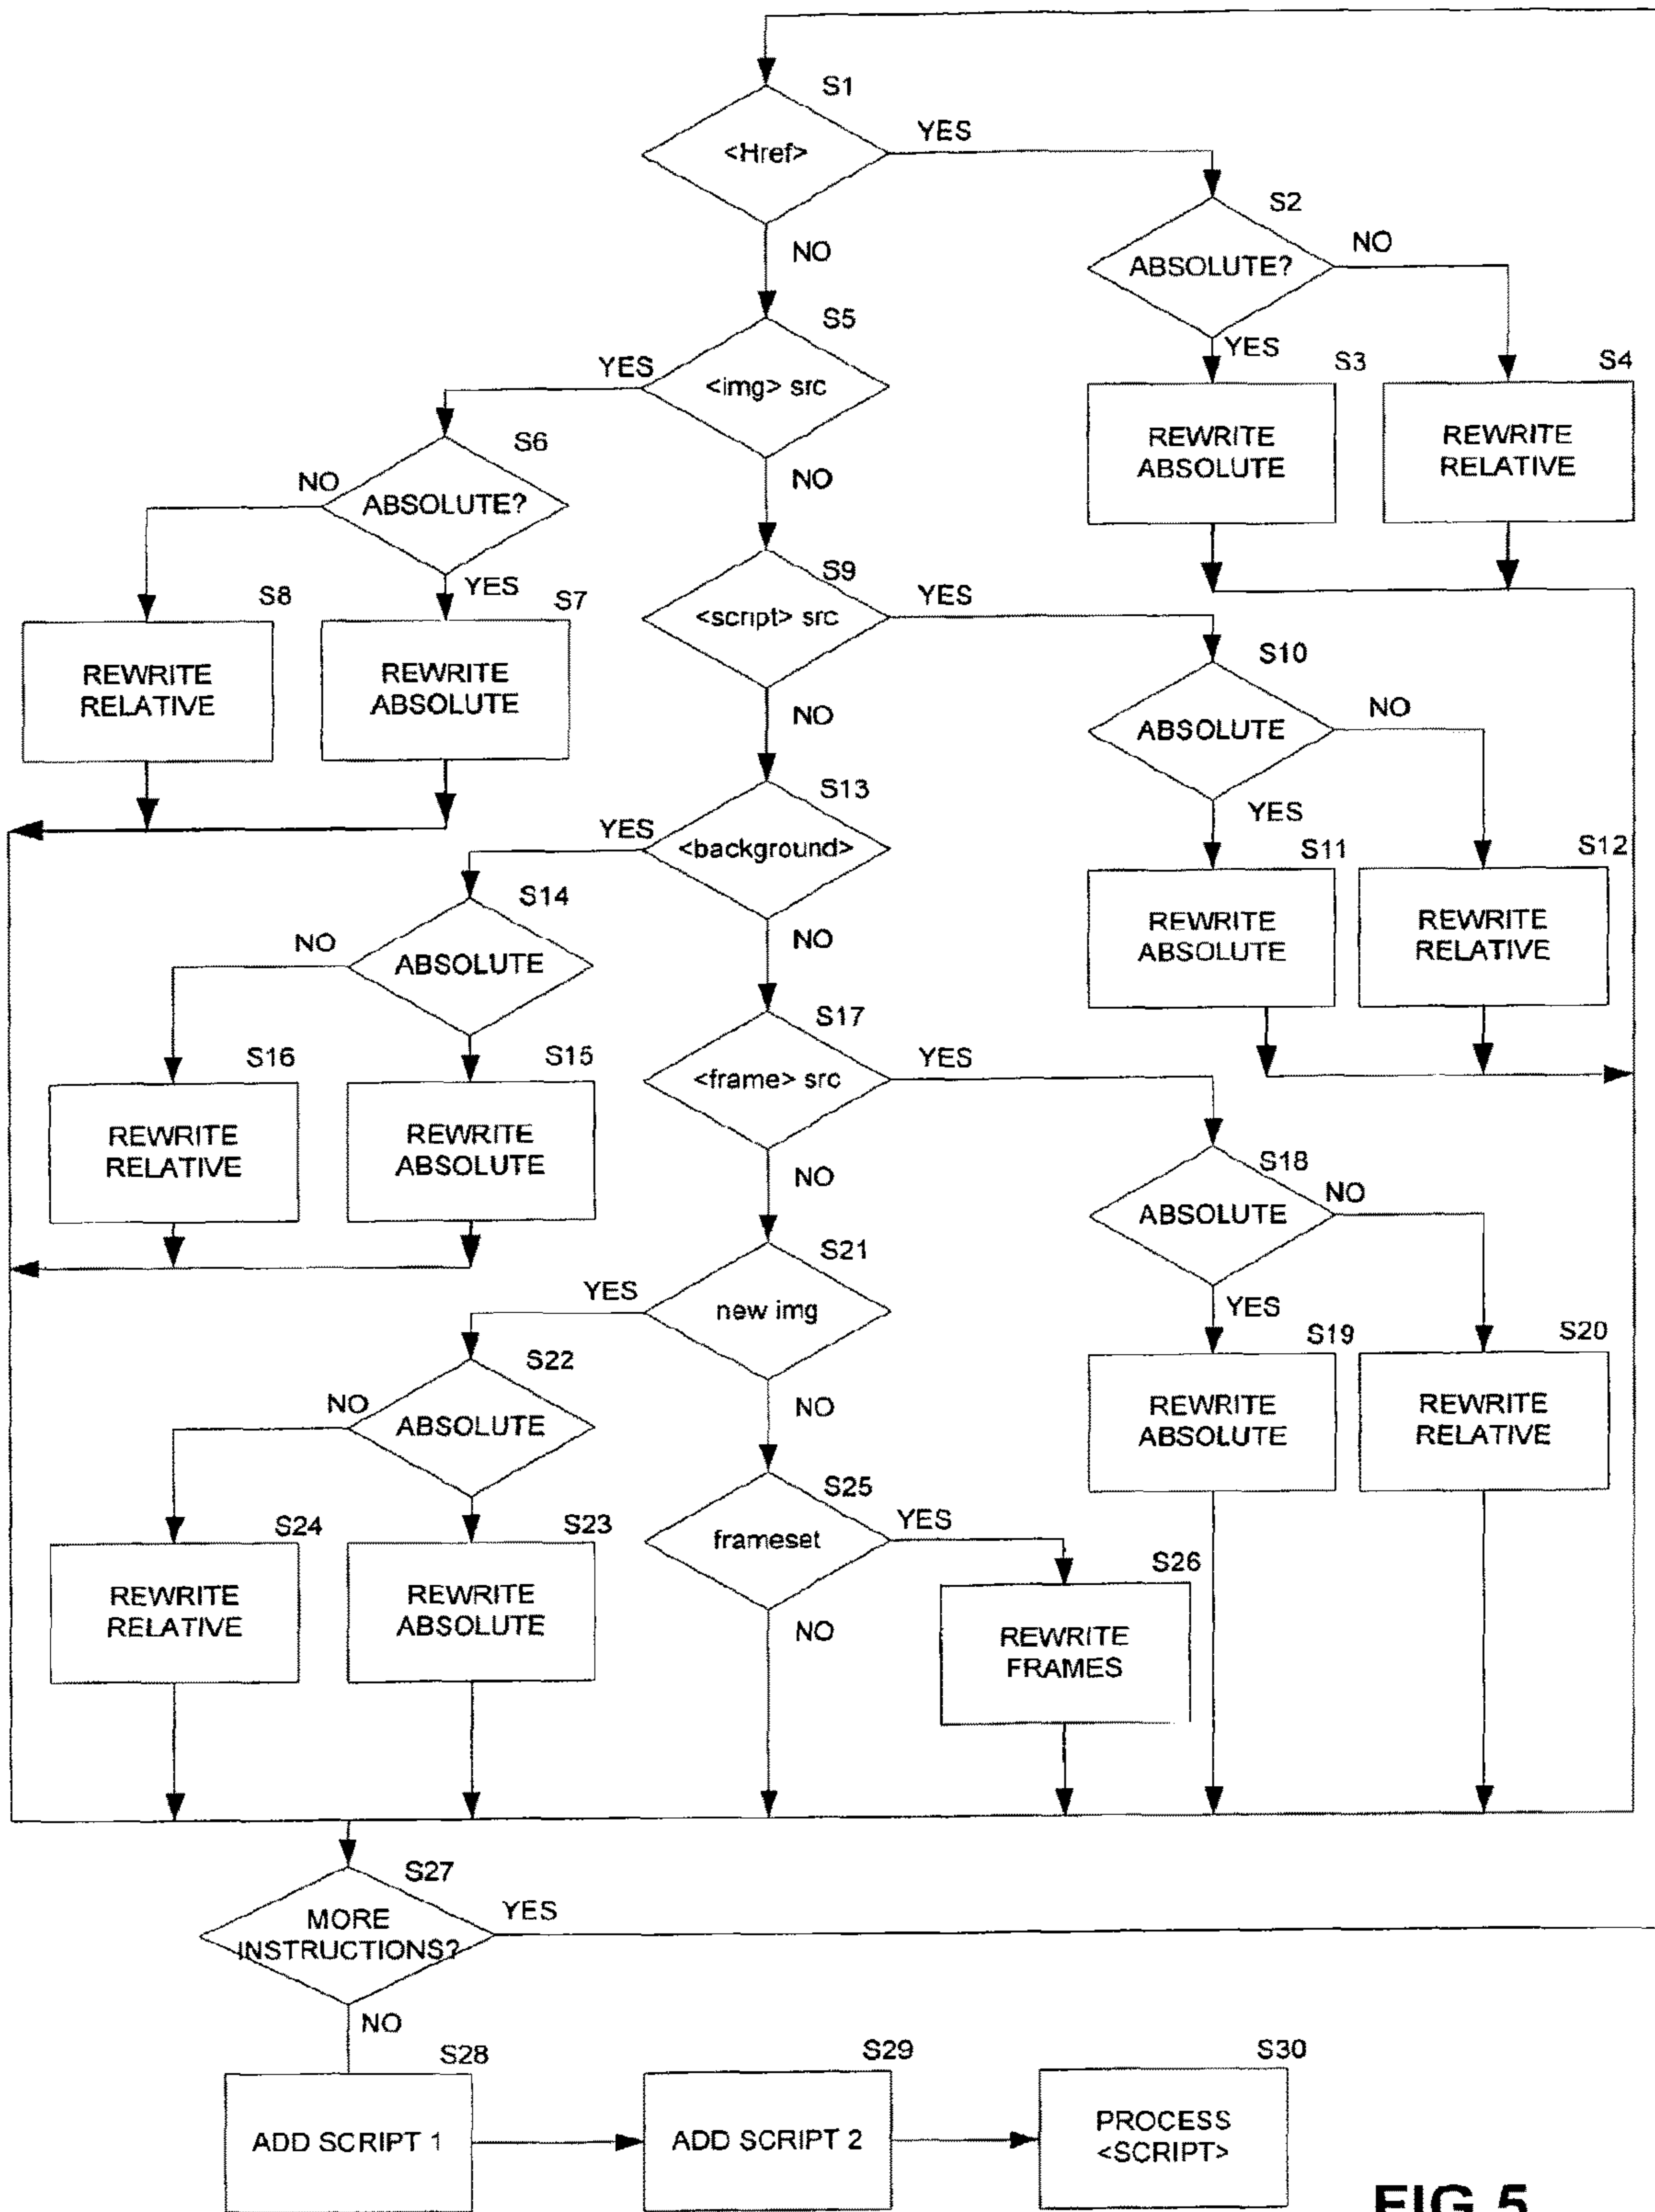 S1
<Href>
YES
NO
S2
ABSOLUTE?
NO
YES
S3
REWRITE
ABSOLUTE
S4
REWRITE
RELATIVE
S5
<img> src
YES
NO
S6
ABSOLUTE?
NO
YES
S8
REWRITE
RELATIVE
S7
REWRITE
ABSOLUTE
S9
<script> src
YES
NO
S10
ABSOLUTE
NO
YES
S11
REWRITE
ABSOLUTE
S12
REWRITE
RELATIVE
S13
<background>
YES
NO
S14
ABSOLUTE
NO
S16
REWRITE
RELATIVE
S15
REWRITE
ABSOLUTE
S17
<frame> src
YES
NO
S18
ABSOLUTE
NO
YES
S19
REWRITE
ABSOLUTE
S20
REWRITE
RELATIVE
S21
new img
YES
NO
S22
ABSOLUTE
NO
S24
REWRITE
RELATIVE
S23
REWRITE
ABSOLUTE
S25
frameset
YES
NO
S26
REWRITE
FRAMES
S27
MORE
INSTRUCTIONS?
YES
NO
S28
ADD SCRIPT 1
S29
ADD SCRIPT 2
S30
PROCESS
<SCRIPT>
FIG 5